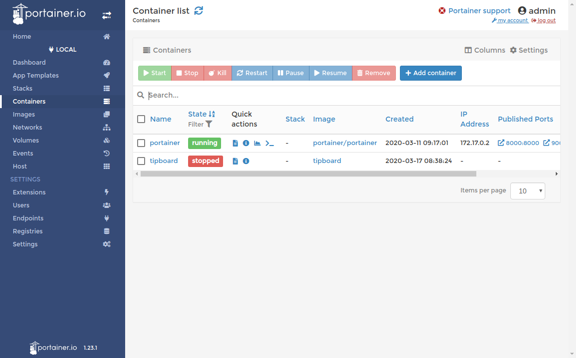 portainer.io
Home
LOCAL
Dashboard
App Templates
Stacks
Containers
Images
Networks
Volumes
Events
Host
SETTINGS
Extensions
Users
Endpoints
Registries
Settings
portainer.io 1.23.1
Container list
Containers
Portainer support
admin
my account
log out
Containers
Columns
Settings
Start
Stop
Kill
Restart
Pause
Resume
Remove
Add container
Search...
Name
State
Filter
Quick actions
Stack
Image
Created
IP Address
Published Ports
portainer
running
-
portainer/portainer
2020-03-11 09:17:01
172.17.0.2
8000:8000
tipboard
stopped
-
tipboard
2020-03-17 08:38:24
-
-
Items per page
10